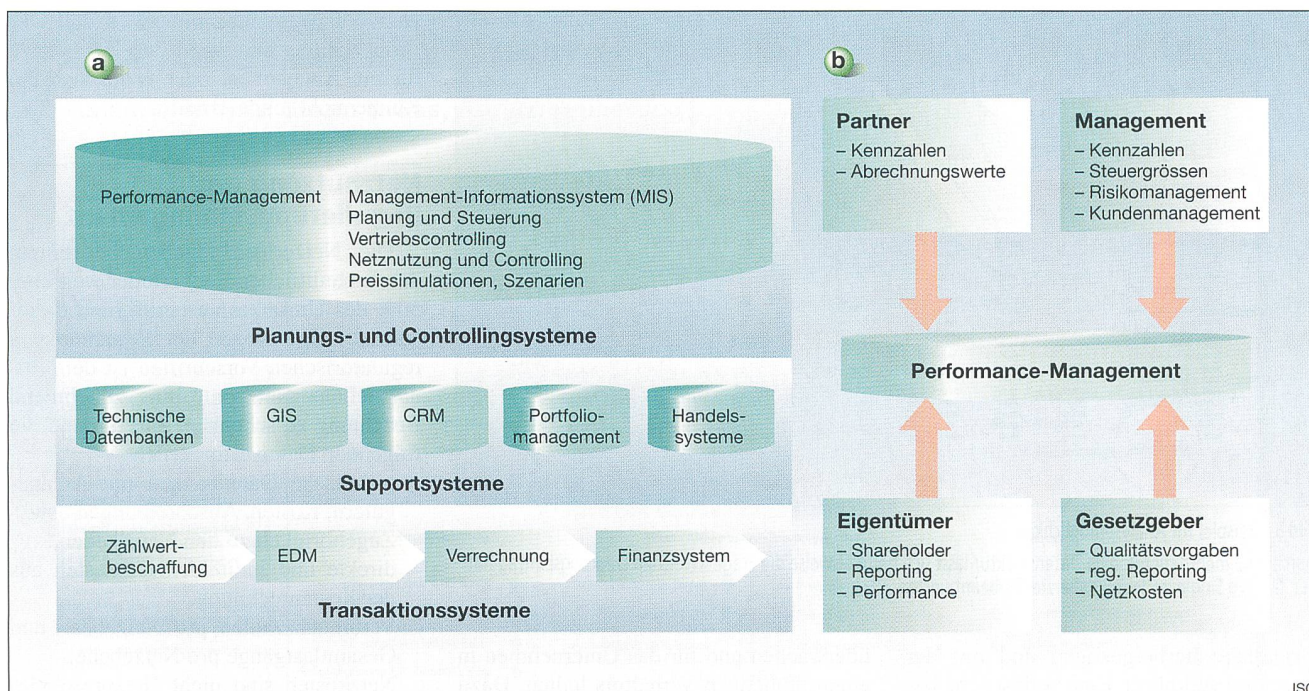 a
Performance-Management
Management-Informationssystem (MIS)
Planung und Steuerung
Vertriebscontrolling
Netznutzung und Controlling
Preissimulationen, Szenarien
Planungs- und Controllingsysteme
Technische
Datenbanken
GIS
CRM
Portfolio-
management
Handels-
systeme
Supportsysteme
Zählwert-
beschaffung
EDM
Verrechnung
Finanzsystem
Transaktionssysteme
b
Partner
– Kennzahlen
– Abrechnungswerte
Management
– Kennzahlen
– Steuergrössen
– Risikomanagement
– Kundenmanagement
Performance-Management
Eigentümer
– Shareholder
– Reporting
– Performance
Gesetzgeber
– Qualitätsvorgaben
– reg. Reporting
– Netzkosten